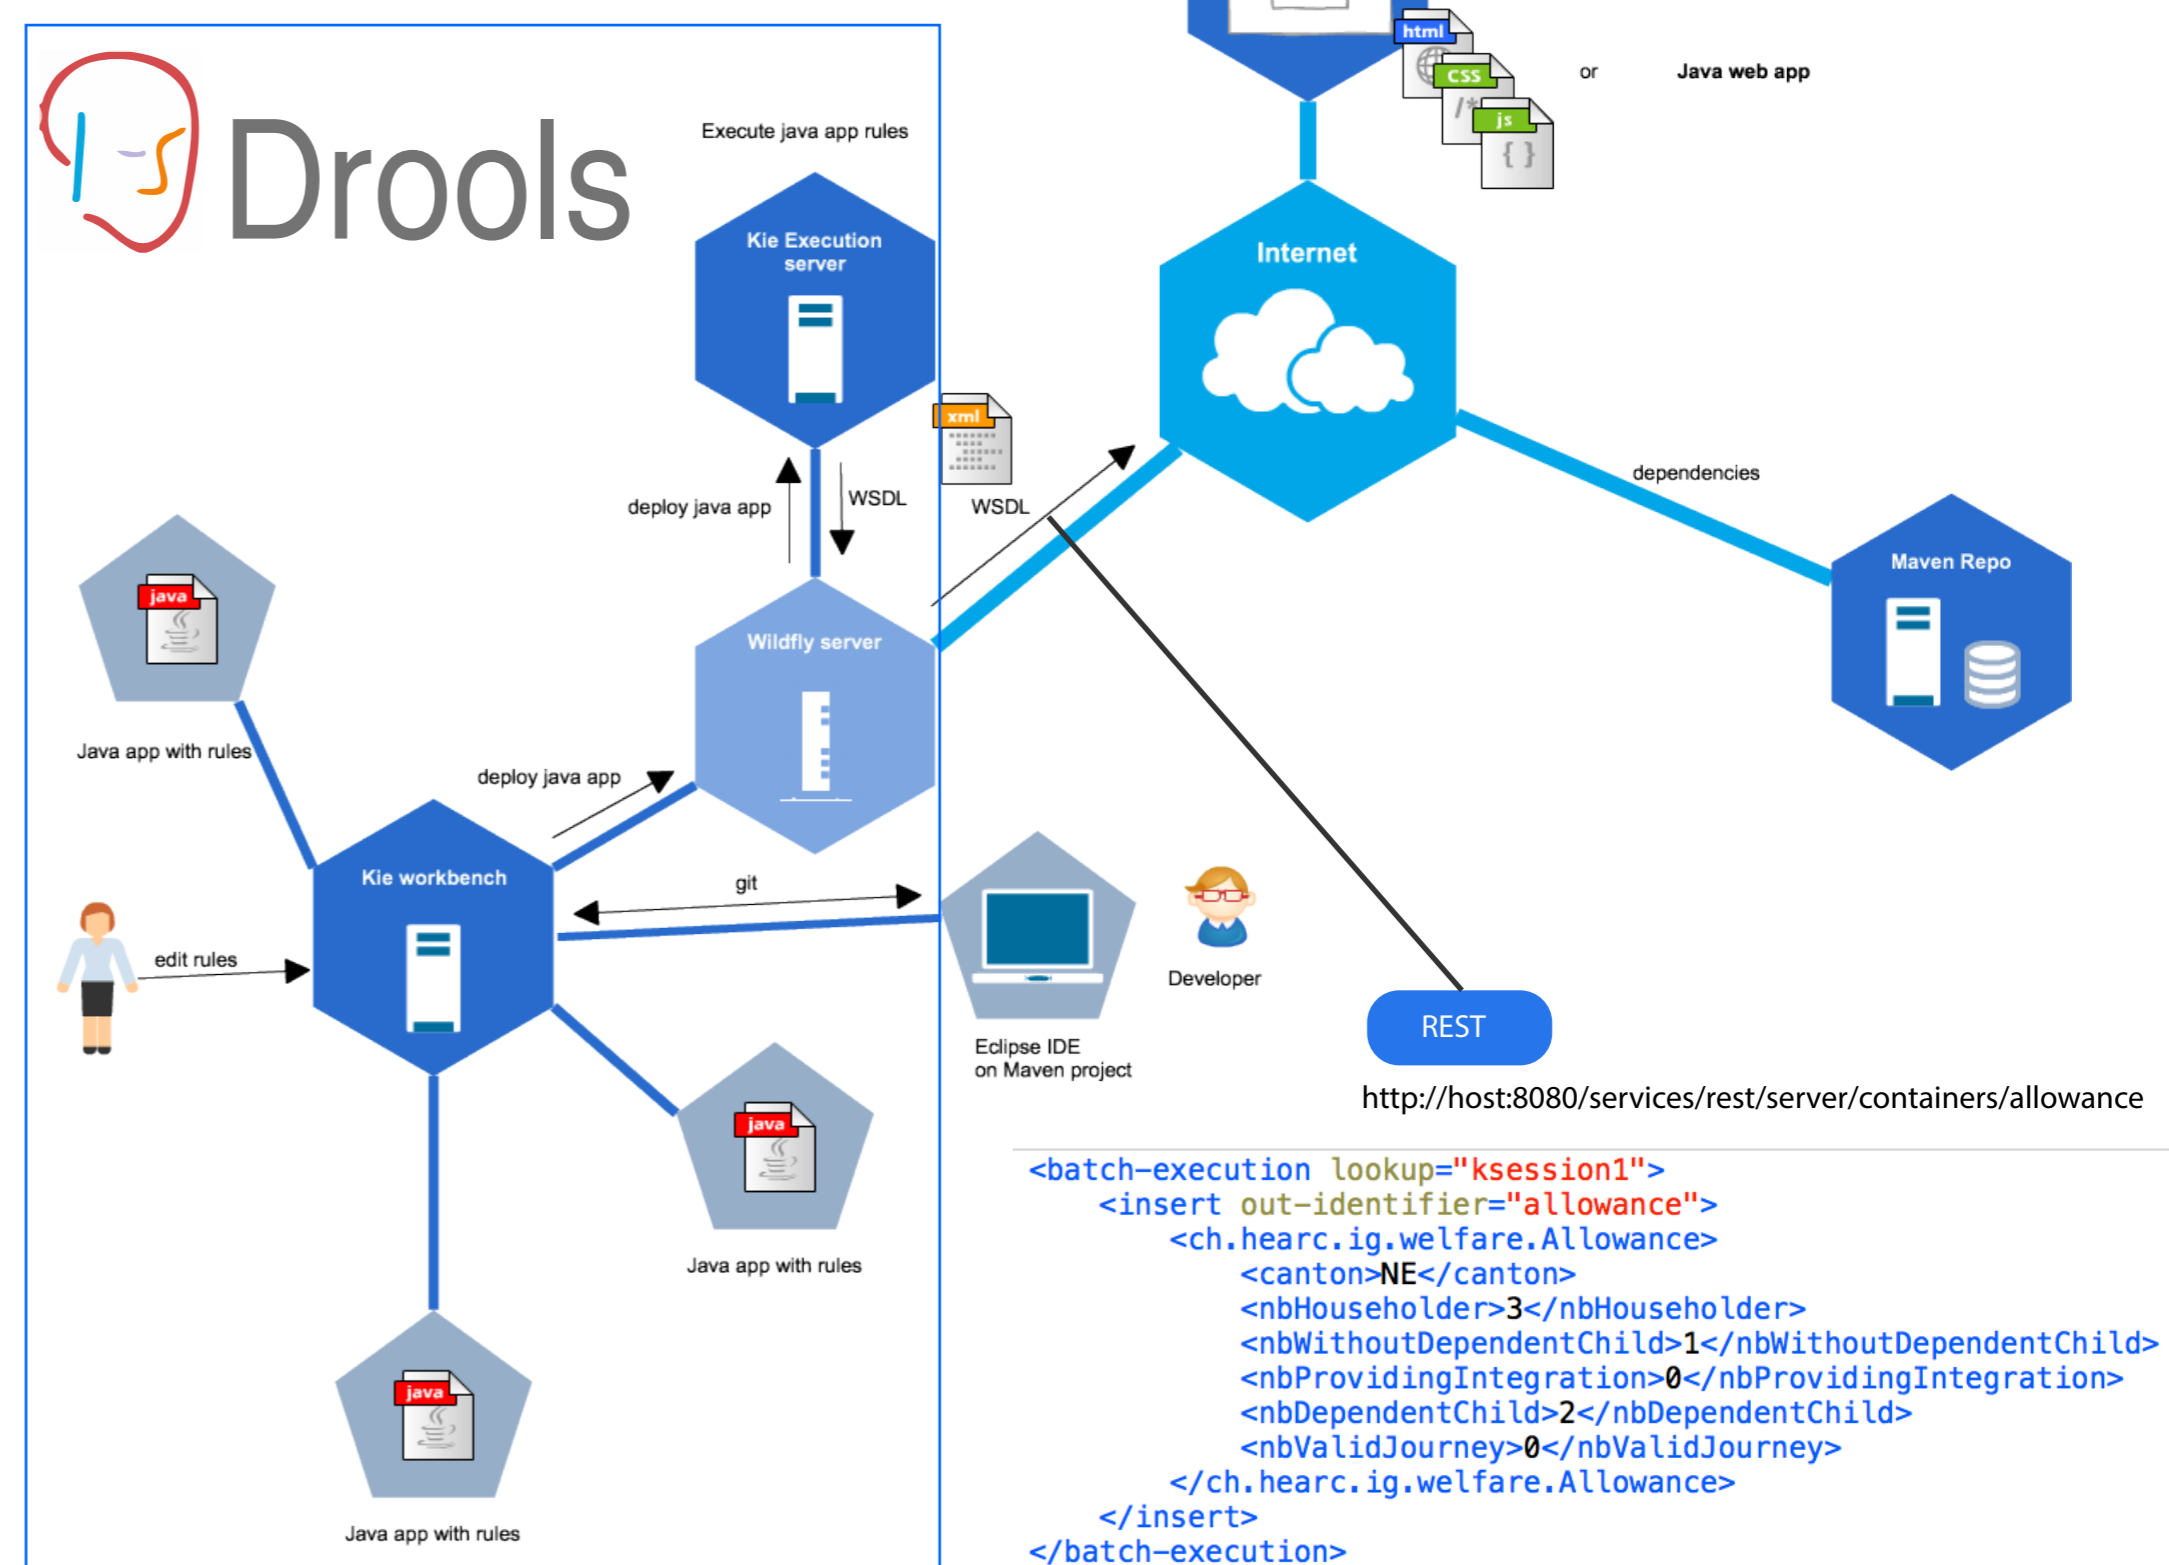 html
css
/*
js
{ }
or
Java web app
Drools
Execute java app rules
Kie Execution
server
Internet
xml
deploy java app
WSDL
WSDL
dependencies
Maven Repo
java
Java app with rules
Wildfly server
deploy java app
Kie workbench
git
edit rules
Developer
Eclipse IDE
on Maven project
REST
http://host:8080/services/rest/server/containers/allowance
java
Java app with rules
java
Java app with rules
<batch-execution lookup="ksession1">
<insert out-identifier="allowance">
<ch.hearc.ig.welfare.Allowance>
<canton>NE</canton>
<nbHouseholder>3</nbHouseholder>
<nbWithoutDependentChild>1</nbWithoutDependentChild>
<nbProvidingIntegration>0</nbProvidingIntegration>
<nbDependentChild>2</nbDependentChild>
<nbValidJourney>0</nbValidJourney>
</ch.hearc.ig.welfare.Allowance>
</insert>
</batch-execution>